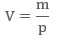 V = m/p